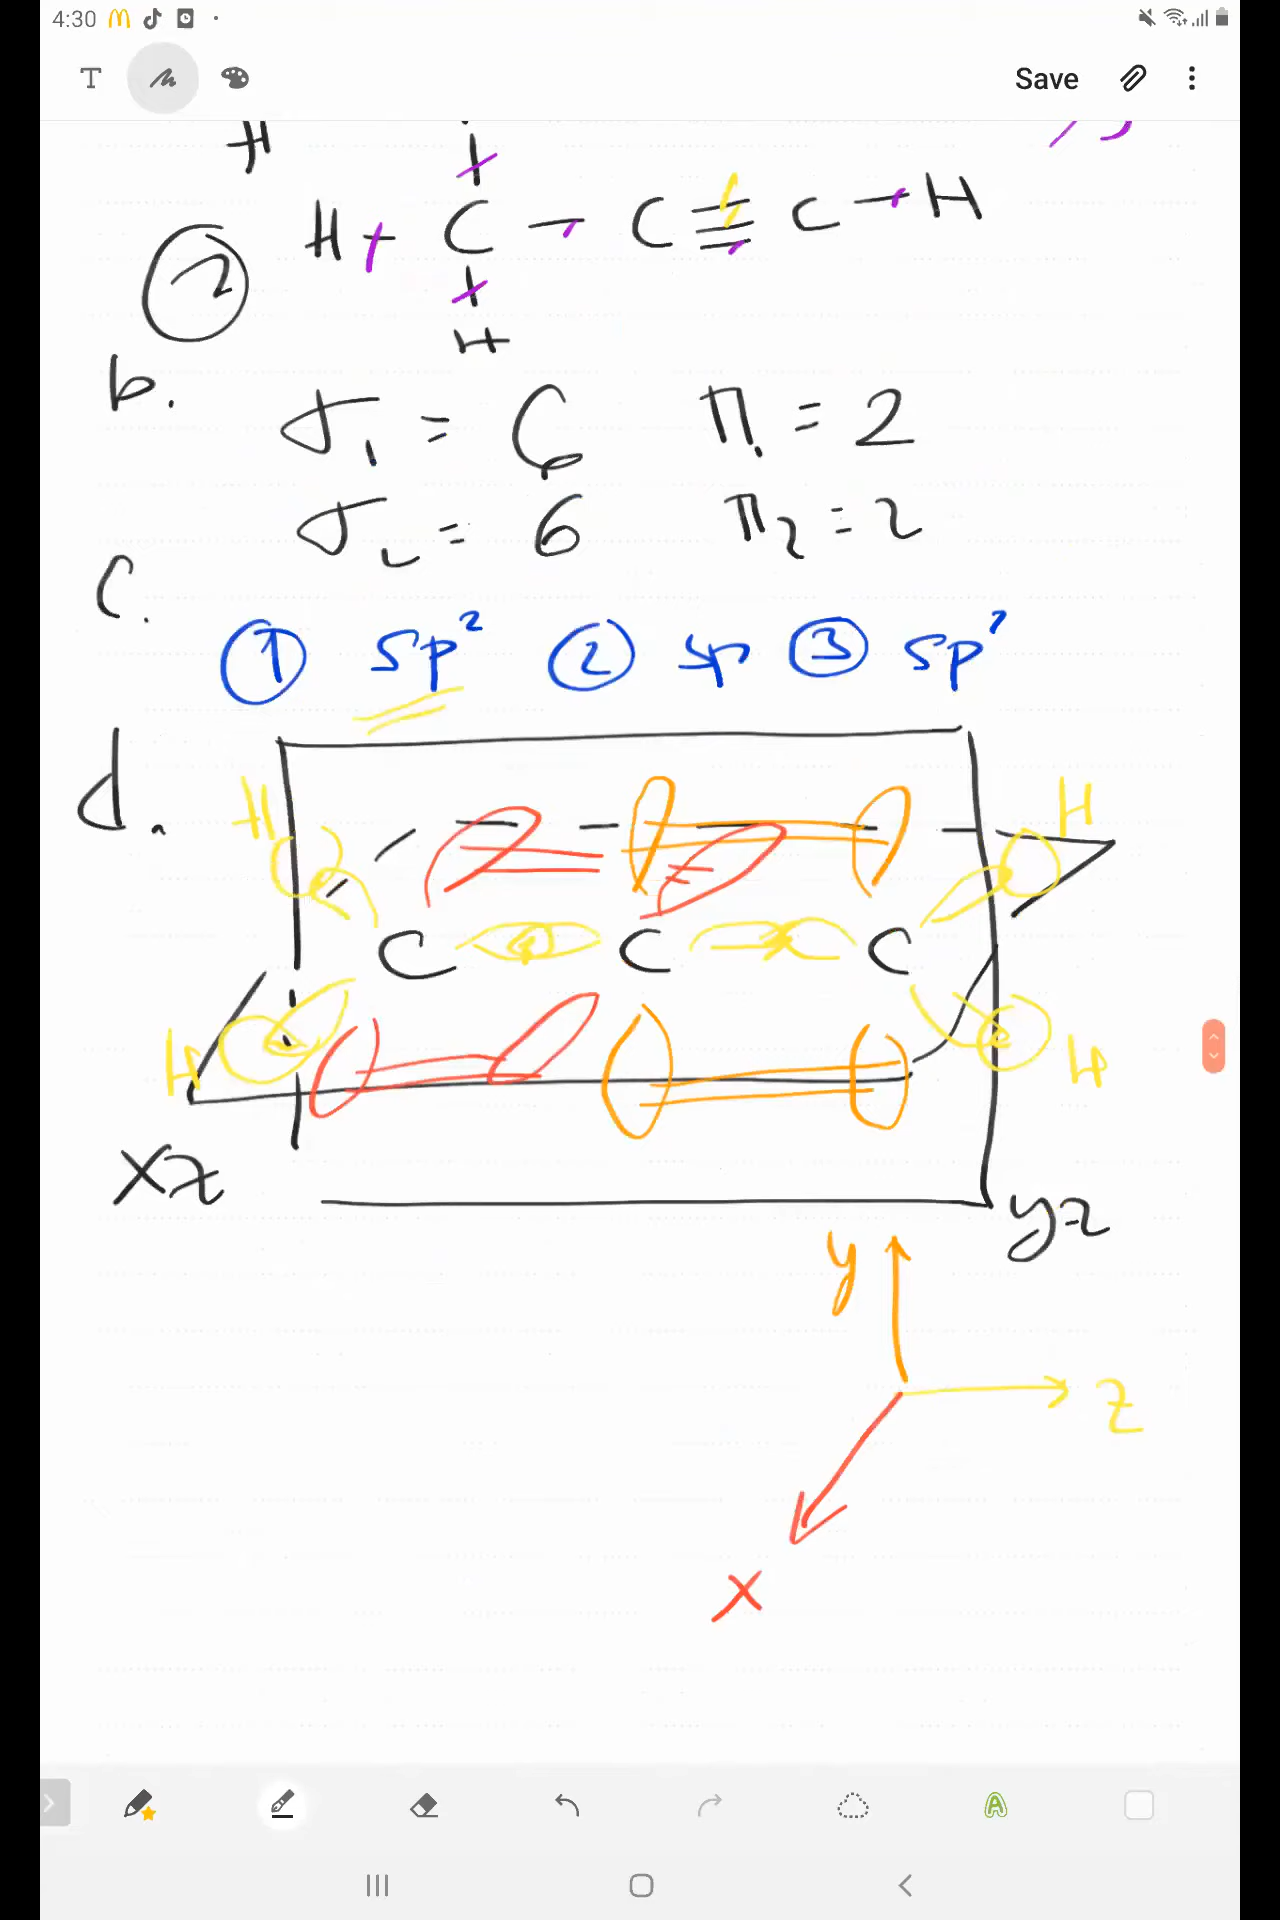 4:30
T Save
H
H C - C ≡ C - H
2
H
b.
σ₁ = 6 π₁ = 2
σ₂ = 6 π₂ = 2
c.
① sp² ② sp ③ sp²
d.
H H
C C C
H H
xz
yz
y
z
x
A